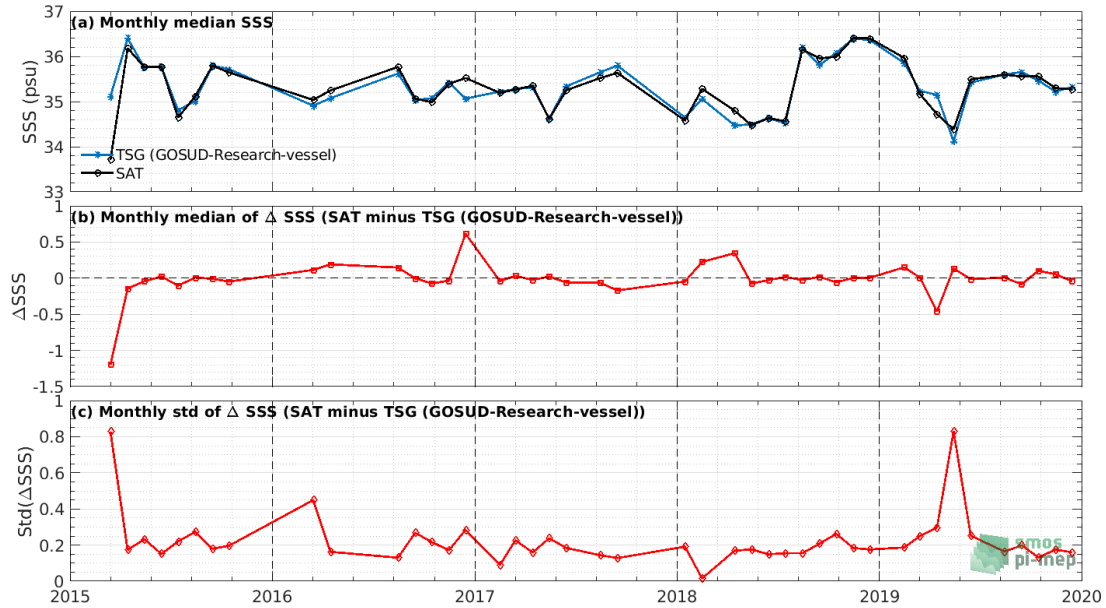 (a) Monthly median SSS
37
36
35
34
33
SSS (psu)
TSG (GOSUD-Research-vessel)
SAT
(b) Monthly median of Δ SSS (SAT minus TSG (GOSUD-Research-vessel))
1
0.5
0
-0.5
-1
-1.5
ΔSSS
(c) Monthly std of Δ SSS (SAT minus TSG (GOSUD-Research-vessel))
1
0.8
0.6
0.4
0.2
0
Std(ΔSSS)
smos
pi-mep
2015 2016 2017 2018 2019 2020